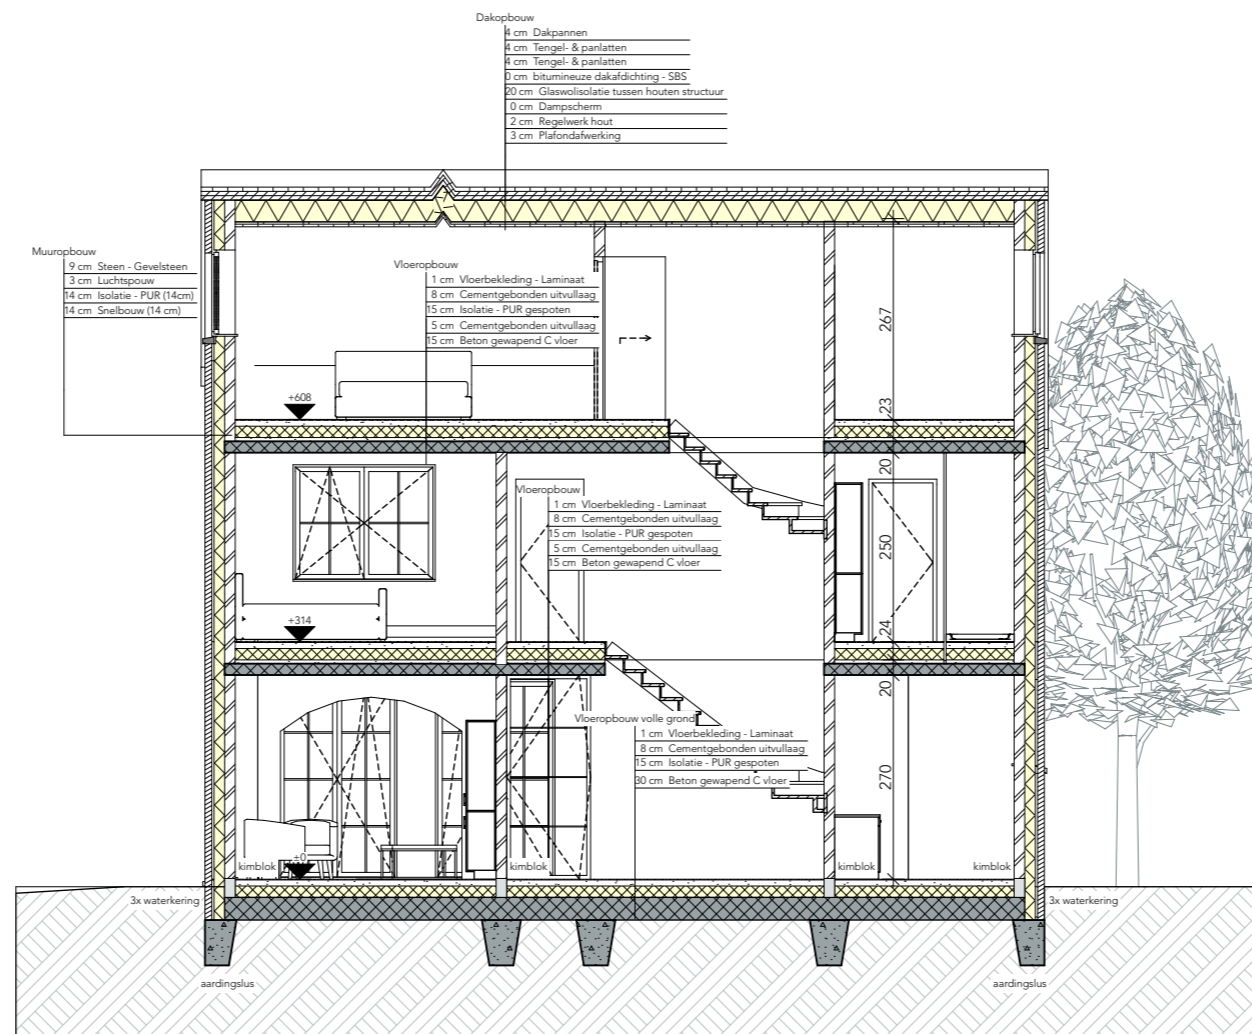 Dakopbouw
4 cm Dakpannen
4 cm Tengel- & panlatten
4 cm Tengel- & panlatten
0 cm bitumineuze dakafdichting - SBS
20 cm Glaswolisolatie tussen houten structuur
0 cm Dampscherm
2 cm Regelwerk hout
3 cm Plafondafwerking
Muuropbouw
9 cm Steen - Gevelsteen
3 cm Luchtspouw
14 cm Isolatie - PUR (14cm)
14 cm Snelbouw (14 cm)
Vloeropbouw
1 cm Vloerbekleding - Laminaat
8 cm Cementgebonden uitvullaag
15 cm Isolatie - PUR gespoten
5 cm Cementgebonden uitvullaag
15 cm Beton gewapend C vloer
267
+608
23
20
Vloeropbouw
1 cm Vloerbekleding - Laminaat
8 cm Cementgebonden uitvullaag
15 cm Isolatie - PUR gespoten
5 cm Cementgebonden uitvullaag
15 cm Beton gewapend C vloer
250
+314
24
20
Vloeropbouw volle grond
1 cm Vloerbekleding - Laminaat
8 cm Cementgebonden uitvullaag
15 cm Isolatie - PUR gespoten
30 cm Beton gewapend C vloer
270
+0
kimblok
kimblok
kimblok
kimblok
3x waterkering
3x waterkering
aardingslus
aardingslus